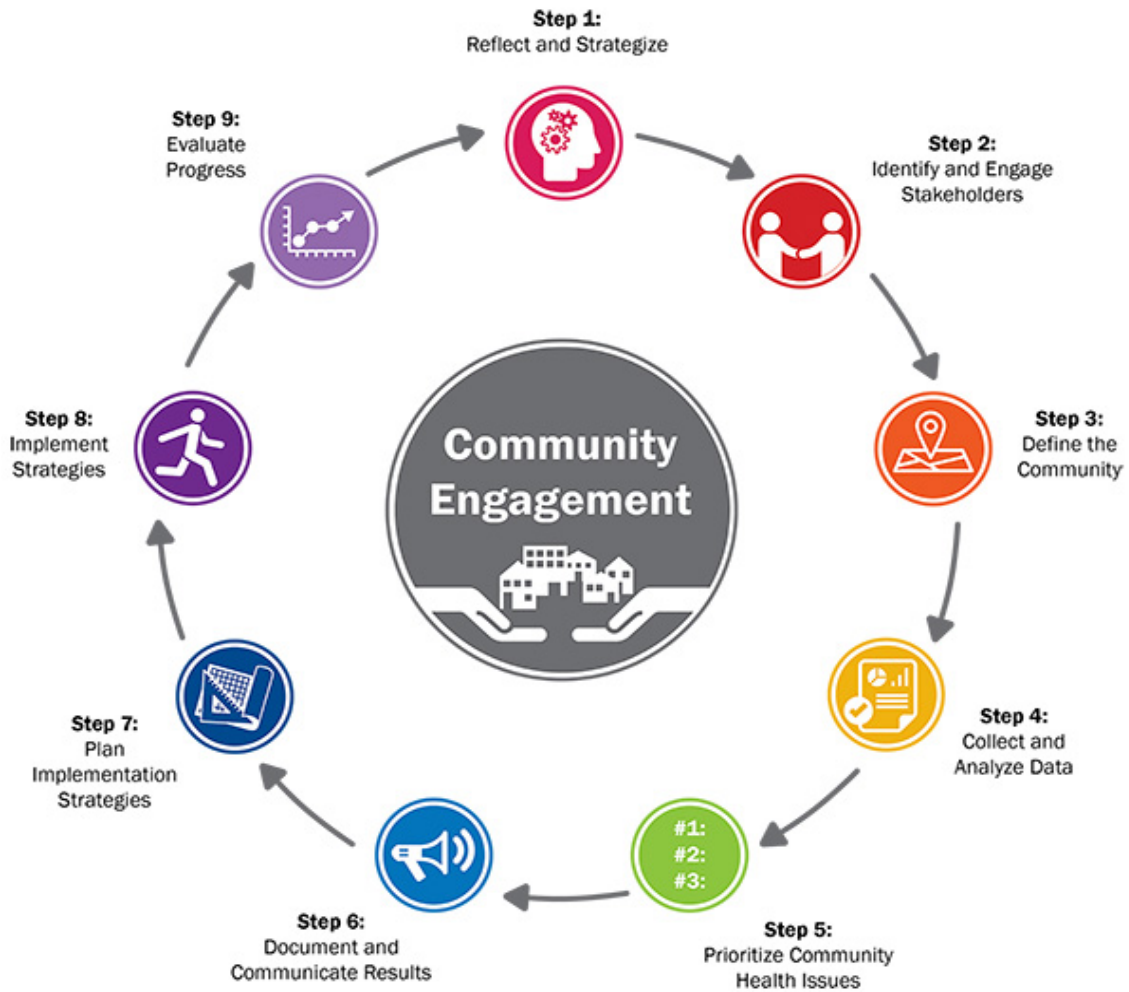 Step 1:
Reflect and Strategize
Step 2:
Identify and Engage
Stakeholders
Step 3:
Define the
Community
Step 4:
Collect and
Analyze Data
#1:
#2:
#3:
Step 5:
Prioritize Community
Health Issues
Step 6:
Document and
Communicate Results
Step 7:
Plan
Implementation
Strategies
Step 8:
Implement
Strategies
Step 9:
Evaluate
Progress
Community
Engagement